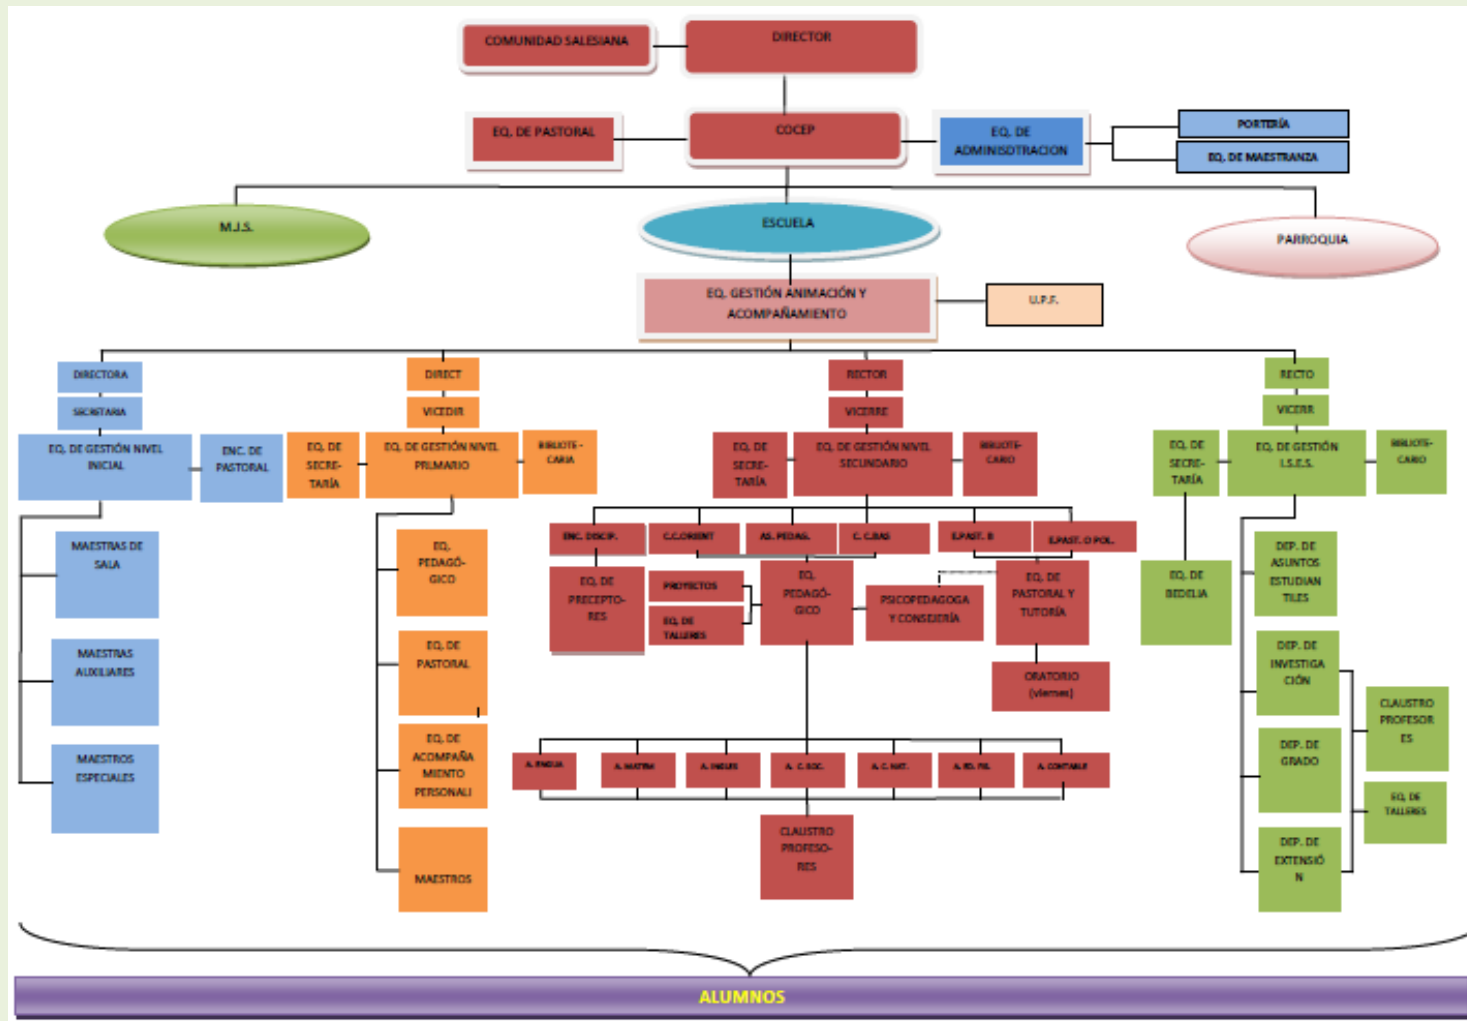 COMUNIDAD SALESIANA
DIRECTOR
EQ. DE PASTORAL
COCEP
EQ. DE
ADMINISDTRACION
PORTERÍA
EQ. DE MAESTRANZA
M.J.S.
ESCUELA
PARROQUIA
EQ. GESTIÓN ANIMACIÓN Y
ACOMPAÑAMIENTO
U.P.F.
DIRECTORA
SECRETARIA
EQ. DE GESTIÓN NIVEL
INICIAL
ENC. DE
PASTORAL
MAESTRAS DE
SALA
MAESTRAS
AUXILIARES
MAESTROS
ESPECIALES
DIRECT
VICEDIR
EQ. DE
SECRE-
TARÍA
EQ. DE GESTIÓN NIVEL
PRIMARIO
BIBLIOTE-
CARIA
EQ.
PEDAGÓ-
GICO
EQ. DE
PASTORAL
EQ. DE
ACOMPAÑA
MIENTO
PERSONALI
MAESTROS
RECTOR
VICERRE
EQ. DE
SECRE-
TARÍA
EQ. DE GESTIÓN NIVEL
SECUNDARIO
BIBLIOTE-
CARIO
ENC. DISCIP.
C.C.ORIENT
AS. PEDAG.
C. C.BAS
E.PAST. B
E.PAST. O POL.
EQ. DE
PRECEPTO-
RES
PROYECTOS
EQ. DE
TALLERES
EQ.
PEDAGÓ-
GICO
PSICOPEDAGOGA
Y CONSEJERÍA
EQ. DE
PASTORAL Y
TUTORÍA
ORATORIO
(viernes)
A. INGLES
A. C. SOC.
A. C. NAT.
A. ED. FIS.
A. CONTABLE
CLAUSTRO
PROFESO-
RES
RECTO
VICERR
EQ. DE
SECRE-
TARÍA
EQ. DE GESTIÓN
I.S.E.S.
BIBLIOTE-
CARIO
EQ. DE
BEDELIA
DEP. DE
ASUNTOS
ESTUDIAN
TILES
DEP. DE
INVESTIGA
CIÓN
DEP. DE
GRADO
DEP. DE
EXTENSIÓ
N
CLAUSTRO
PROFESOR
ES
EQ. DE
TALLERES
ALUMNOS